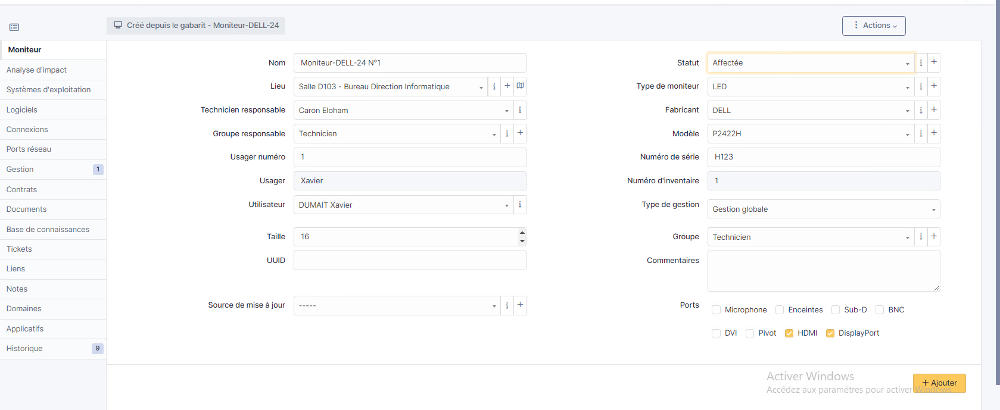 Créé depuis le gabarit - Moniteur-DELL-24
Actions
Moniteur
Analyse d'impact
Systèmes d'exploitation
Logiciels
Connexions
Ports réseau
Gestion 1
Contrats
Documents
Base de connaissances
Tickets
Liens
Notes
Domaines
Applicatifs
Historique 9
Nom Moniteur-DELL-24 N°1
Lieu Salle D103 - Bureau Direction Informatique
Technicien responsable Caron Eloham
Groupe responsable Technicien
Usager numéro 1
Usager Xavier
Utilisateur DUMAIT Xavier
Taille 16
UUID
Source de mise à jour -----
Statut Affectée
Type de moniteur LED
Fabricant DELL
Modèle P2422H
Numéro de série H123
Numéro d'inventaire 1
Type de gestion Gestion globale
Groupe Technicien
Commentaires
Ports Microphone Enceintes Sub-D BNC
DVI Pivot HDMI DisplayPort
Activer Windows
Accédez aux paramètres pour activer Windows.
+ Ajouter